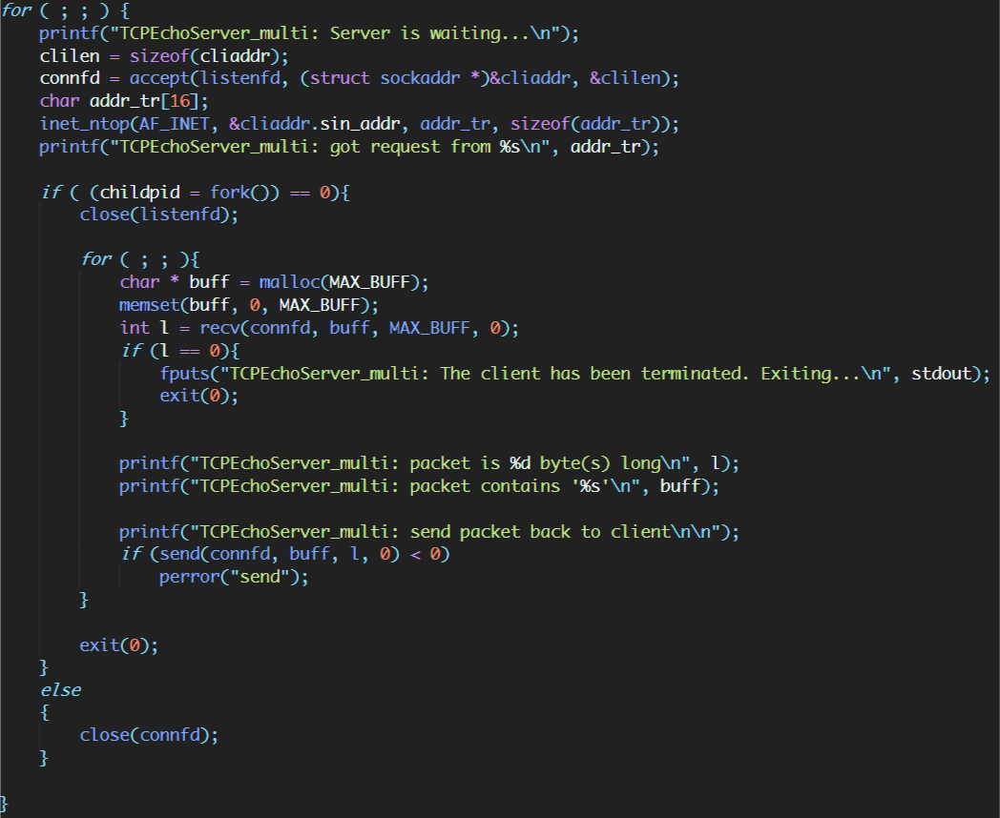 for ( ; ; ) {
    printf("TCPEchoServer_multi: Server is waiting...\n");
    clilen = sizeof(cliaddr);
    connfd = accept(listenfd, (struct sockaddr *)&cliaddr, &clilen);
    char addr_tr[16];
    inet_ntop(AF_INET, &cliaddr.sin_addr, addr_tr, sizeof(addr_tr));
    printf("TCPEchoServer_multi: got request from %s\n", addr_tr);

    if ( (childpid = fork()) == 0){
        close(listenfd);

        for ( ; ; ){
            char * buff = malloc(MAX_BUFF);
            memset(buff, 0, MAX_BUFF);
            int l = recv(connfd, buff, MAX_BUFF, 0);
            if (l == 0){
                fputs("TCPEchoServer_multi: The client has been terminated. Exiting...\n", stdout);
                exit(0);
            }

            printf("TCPEchoServer_multi: packet is %d byte(s) long\n", l);
            printf("TCPEchoServer_multi: packet contains '%s'\n", buff);

            printf("TCPEchoServer_multi: send packet back to client\n\n");
            if (send(connfd, buff, l, 0) < 0)
                perror("send");
        }

        exit(0);
    }
    else
    {
        close(connfd);
    }

}